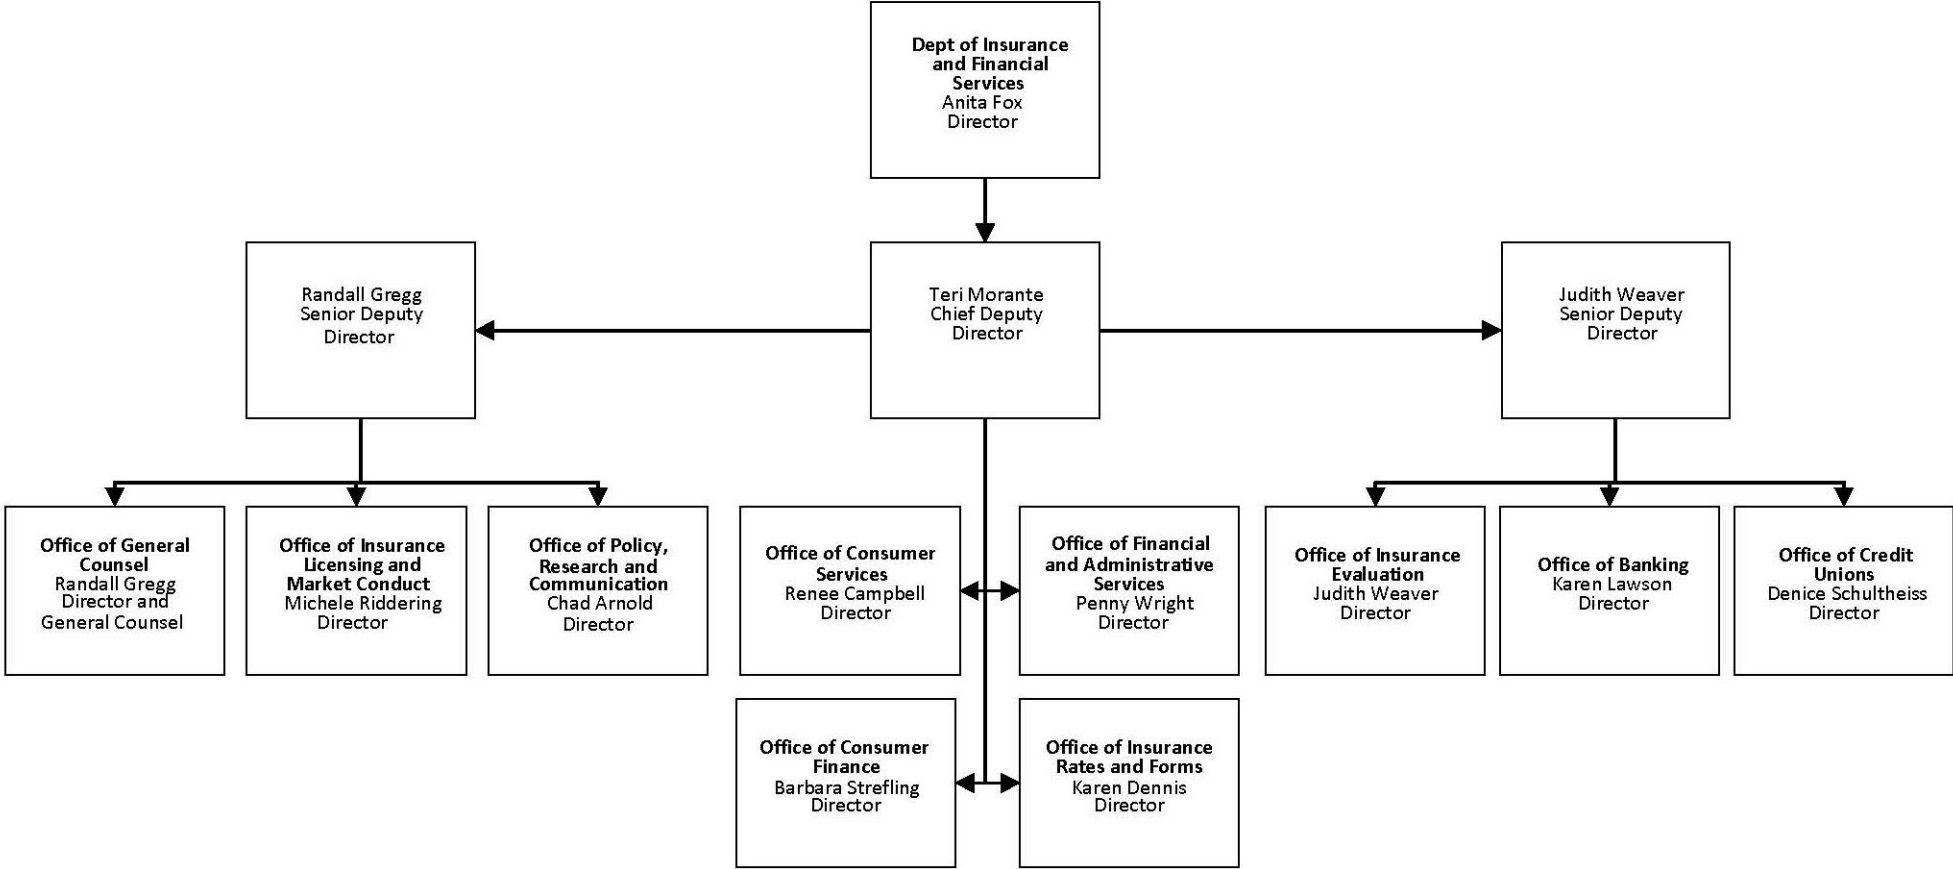 Dept of Insurance
and Financial
Services
Anita Fox
Director
Randall Gregg
Senior Deputy
Director
Teri Morante
Chief Deputy
Director
Judith Weaver
Senior Deputy
Director
Office of General
Counsel
Randall Gregg
Director and
General Counsel
Office of Insurance
Licensing and
Market Conduct
Michele Riddering
Director
Office of Policy,
Research and
Communication
Chad Arnold
Director
Office of Consumer
Services
Renee Campbell
Director
Office of Financial
and Administrative
Services
Penny Wright
Director
Office of Insurance
Evaluation
Judith Weaver
Director
Office of Banking
Karen Lawson
Director
Office of Credit
Unions
Denice Schultheiss
Director
Office of Consumer
Finance
Barbara Strefling
Director
Office of Insurance
Rates and Forms
Karen Dennis
Director